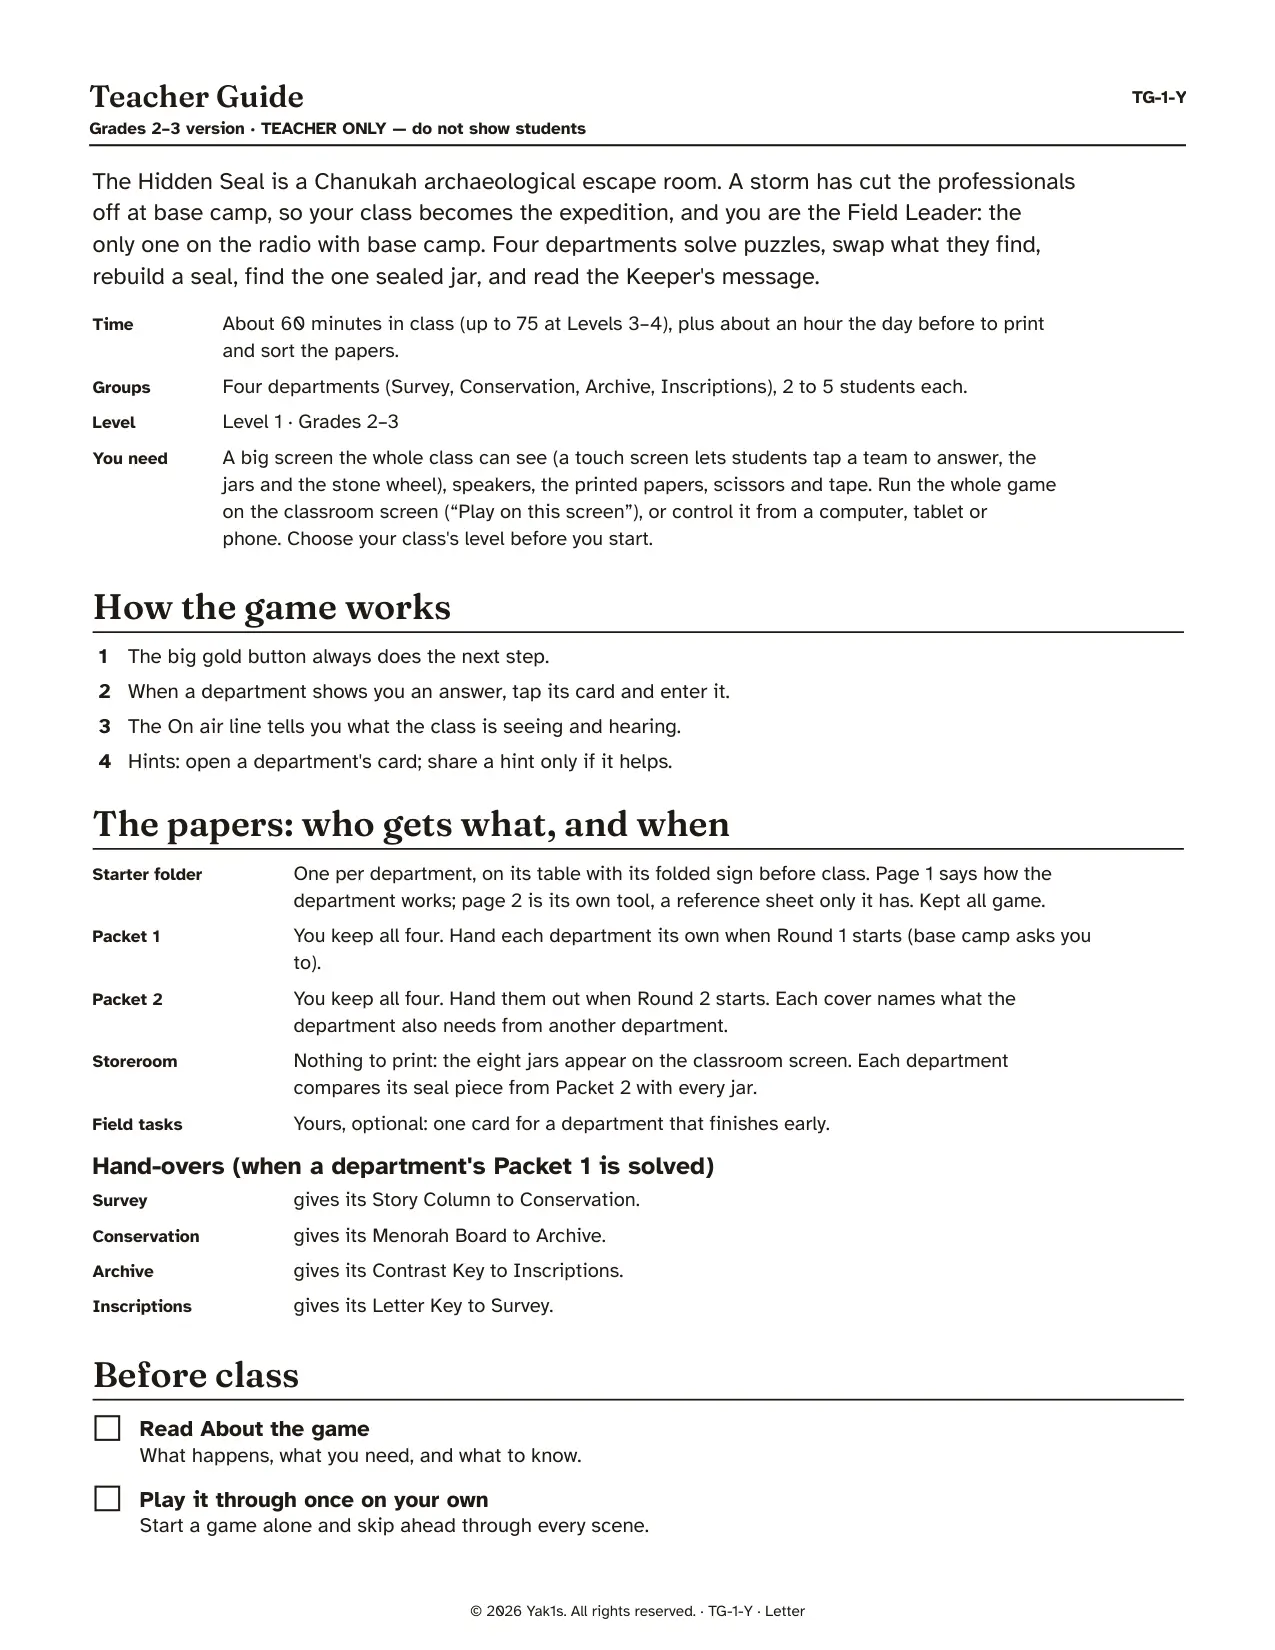 Teacher Guide
TG-1-Y
Grades 2–3 version · TEACHER ONLY — do not show students
The Hidden Seal is a Chanukah archaeological escape room. A storm has cut the professionals
off at base camp, so your class becomes the expedition, and you are the Field Leader: the
only one on the radio with base camp. Four departments solve puzzles, swap what they find,
rebuild a seal, find the one sealed jar, and read the Keeper's message.
Time About 60 minutes in class (up to 75 at Levels 3–4), plus about an hour the day before to print
and sort the papers.
Groups Four departments (Survey, Conservation, Archive, Inscriptions), 2 to 5 students each.
Level Level 1 · Grades 2–3
You need A big screen the whole class can see (a touch screen lets students tap a team to answer, the
jars and the stone wheel), speakers, the printed papers, scissors and tape. Run the whole game
on the classroom screen (“Play on this screen”), or control it from a computer, tablet or
phone. Choose your class's level before you start.
How the game works
1 The big gold button always does the next step.
2 When a department shows you an answer, tap its card and enter it.
3 The On air line tells you what the class is seeing and hearing.
4 Hints: open a department's card; share a hint only if it helps.
The papers: who gets what, and when
Starter folder One per department, on its table with its folded sign before class. Page 1 says how the
department works; page 2 is its own tool, a reference sheet only it has. Kept all game.
Packet 1 You keep all four. Hand each department its own when Round 1 starts (base camp asks you
to).
Packet 2 You keep all four. Hand them out when Round 2 starts. Each cover names what the
department also needs from another department.
Storeroom Nothing to print: the eight jars appear on the classroom screen. Each department
compares its seal piece from Packet 2 with every jar.
Field tasks Yours, optional: one card for a department that finishes early.
Hand-overs (when a department's Packet 1 is solved)
Survey gives its Story Column to Conservation.
Conservation gives its Menorah Board to Archive.
Archive gives its Contrast Key to Inscriptions.
Inscriptions gives its Letter Key to Survey.
Before class
Read About the game
What happens, what you need, and what to know.
Play it through once on your own
Start a game alone and skip ahead through every scene.
© 2026 Yak1s. All rights reserved. · TG-1-Y · Letter